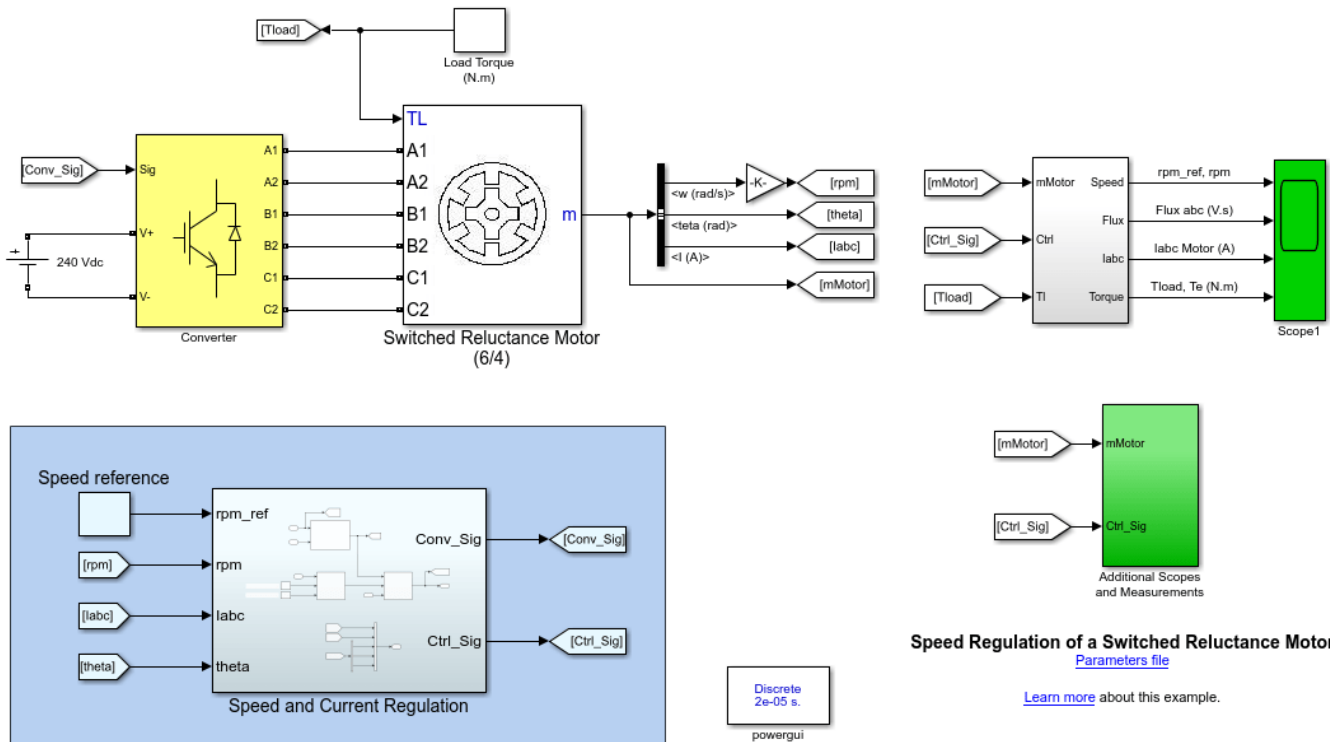 [Tload]
Load Torque
(N.m)
[Conv_Sig]
Sig
V+
V-
+
240 Vdc
A1
A2
B1
B2
C1
C2
Converter
TL
A1
A2
B1
B2
C1
C2
m
Switched Reluctance Motor
(6/4)
<w (rad/s)>
<teta (rad)>
<I (A)>
-K-
[rpm]
[theta]
[Iabc]
[mMotor]
[mMotor]
[Ctrl_Sig]
[Tload]
mMotor
Ctrl
Tl
Speed
Flux
Iabc
Torque
rpm_ref, rpm
Flux abc (V.s)
Iabc Motor (A)
Tload, Te (N.m)
Scope1
Speed reference
[rpm]
[Iabc]
[theta]
rpm_ref
rpm
Iabc
theta
Conv_Sig
Ctrl_Sig
[Conv_Sig]
[Ctrl_Sig]
Speed and Current Regulation
[mMotor]
[Ctrl_Sig]
mMotor
Ctrl_Sig
Additional Scopes
and Measurements
Discrete
2e-05 s.
powergui
Speed Regulation of a Switched Reluctance Motor
Parameters file
Learn more about this example.